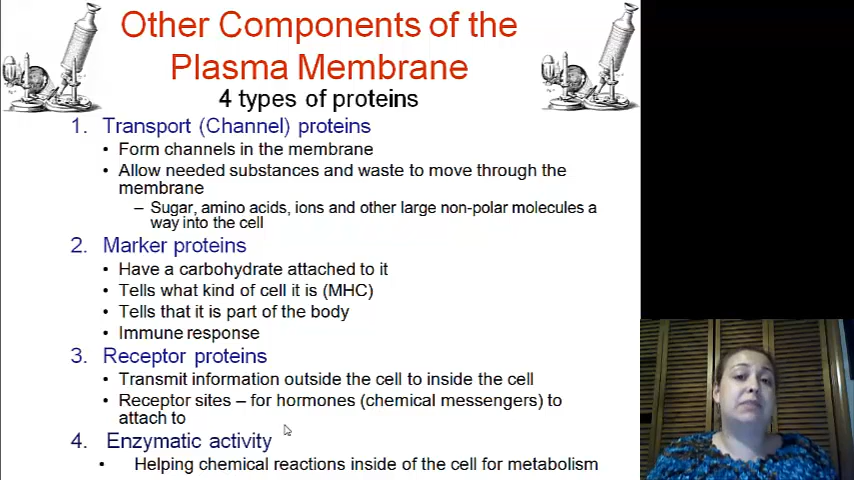 Other Components of the
Plasma Membrane
4 types of proteins
1. Transport (Channel) proteins
• Form channels in the membrane
• Allow needed substances and waste to move through the
membrane
– Sugar, amino acids, ions and other large non-polar molecules a
way into the cell
2. Marker proteins
• Have a carbohydrate attached to it
• Tells what kind of cell it is (MHC)
• Tells that it is part of the body
• Immune response
3. Receptor proteins
• Transmit information outside the cell to inside the cell
• Receptor sites – for hormones (chemical messengers) to
attach to
4. Enzymatic activity
• Helping chemical reactions inside of the cell for metabolism